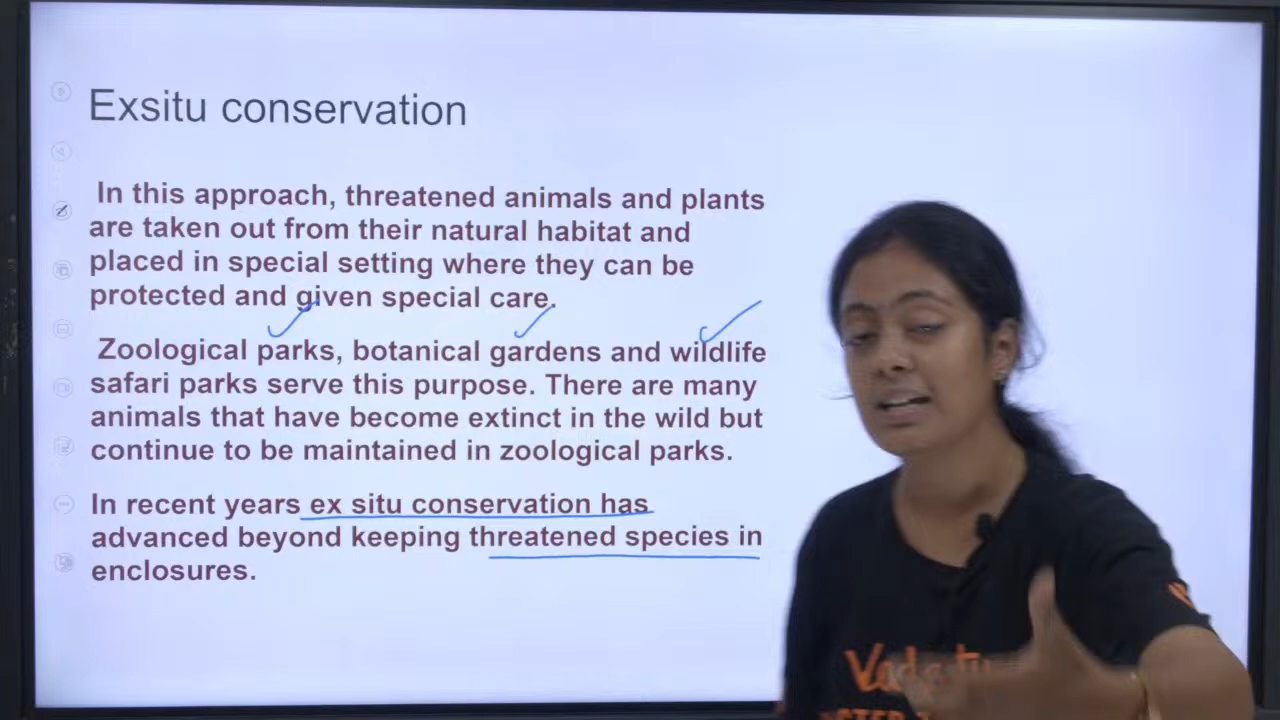 Exsitu conservation
In this approach, threatened animals and plants
are taken out from their natural habitat and
placed in special setting where they can be
protected and given special care.
Zoological parks, botanical gardens and wildlife
safari parks serve this purpose. There are many
animals that have become extinct in the wild but
continue to be maintained in zoological parks.
In recent years ex situ conservation has
advanced beyond keeping threatened species in
enclosures.